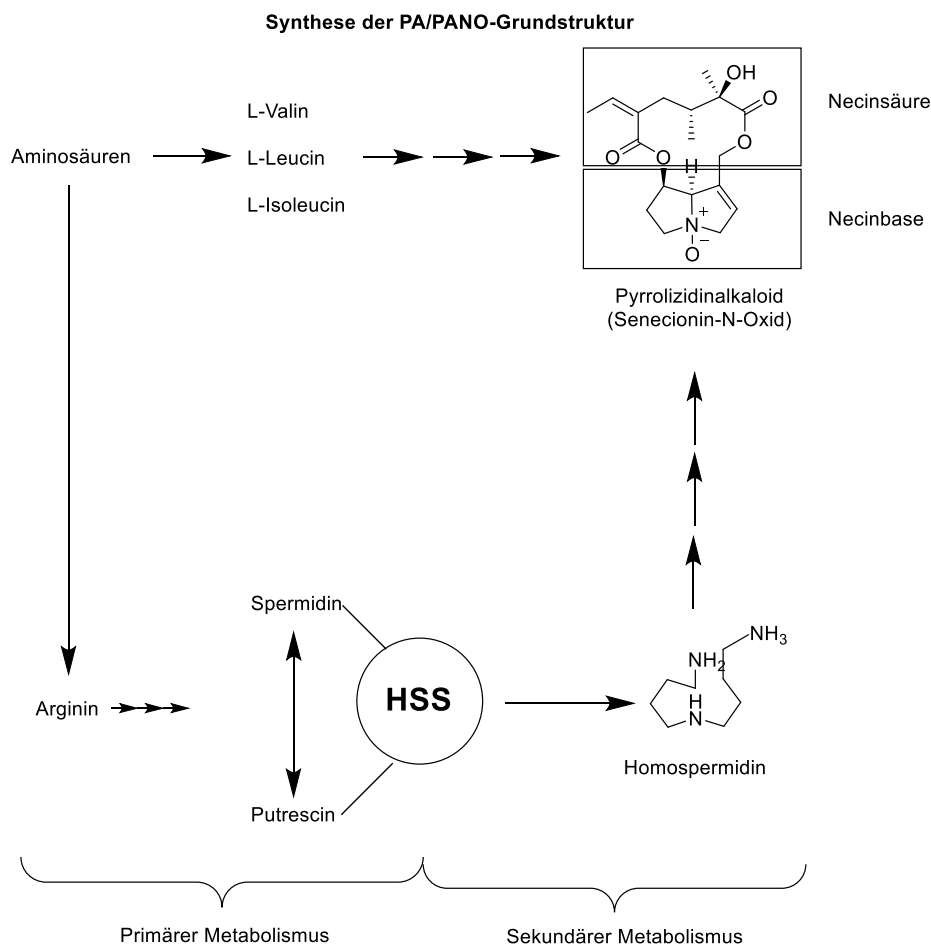 Synthese der PA/PANO-Grundstruktur
OH
O
O
O
O
H
N
+
O
−
Necinsäure
Necinbase
Pyrrolizidinalkaloid
(Senecionin-N-Oxid)
Aminosäuren
L-Valin
L-Leucin
L-Isoleucin
Arginin
Spermidin
HSS
Putrescin
NH3
NH2
H
N
Homospermidin
Primärer Metabolismus
Sekundärer Metabolismus